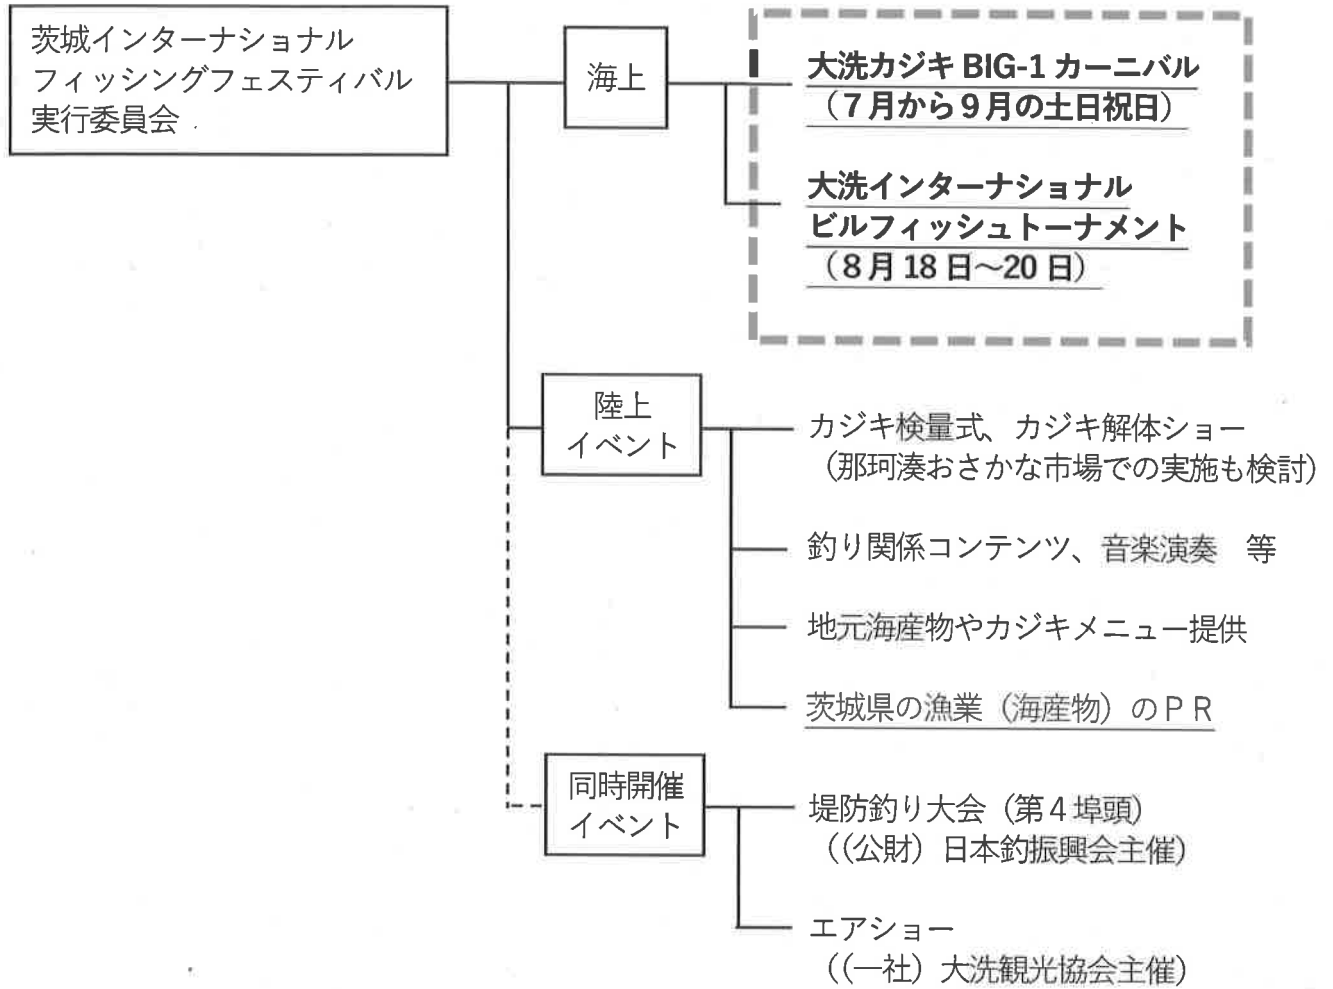 茨城インターナショナル
フィッシングフェスティバル
実行委員会
海上
大洗カジキ BIG-1 カーニバル
（７月から９月の土日祝日）
大洗インターナショナル
ビルフィッシュトーナメント
（８月 18 日～20 日）
陸上
イベント
カジキ検量式、カジキ解体ショー
（那珂湊おさかな市場での実施も検討）
釣り関係コンテンツ、音楽演奏　等
地元海産物やカジキメニュー提供
茨城県の漁業（海産物）のＰＲ
同時開催
イベント
堤防釣り大会（第４埠頭）
（（公財）日本釣振興会主催）
エアショー
（（一社）大洗観光協会主催）